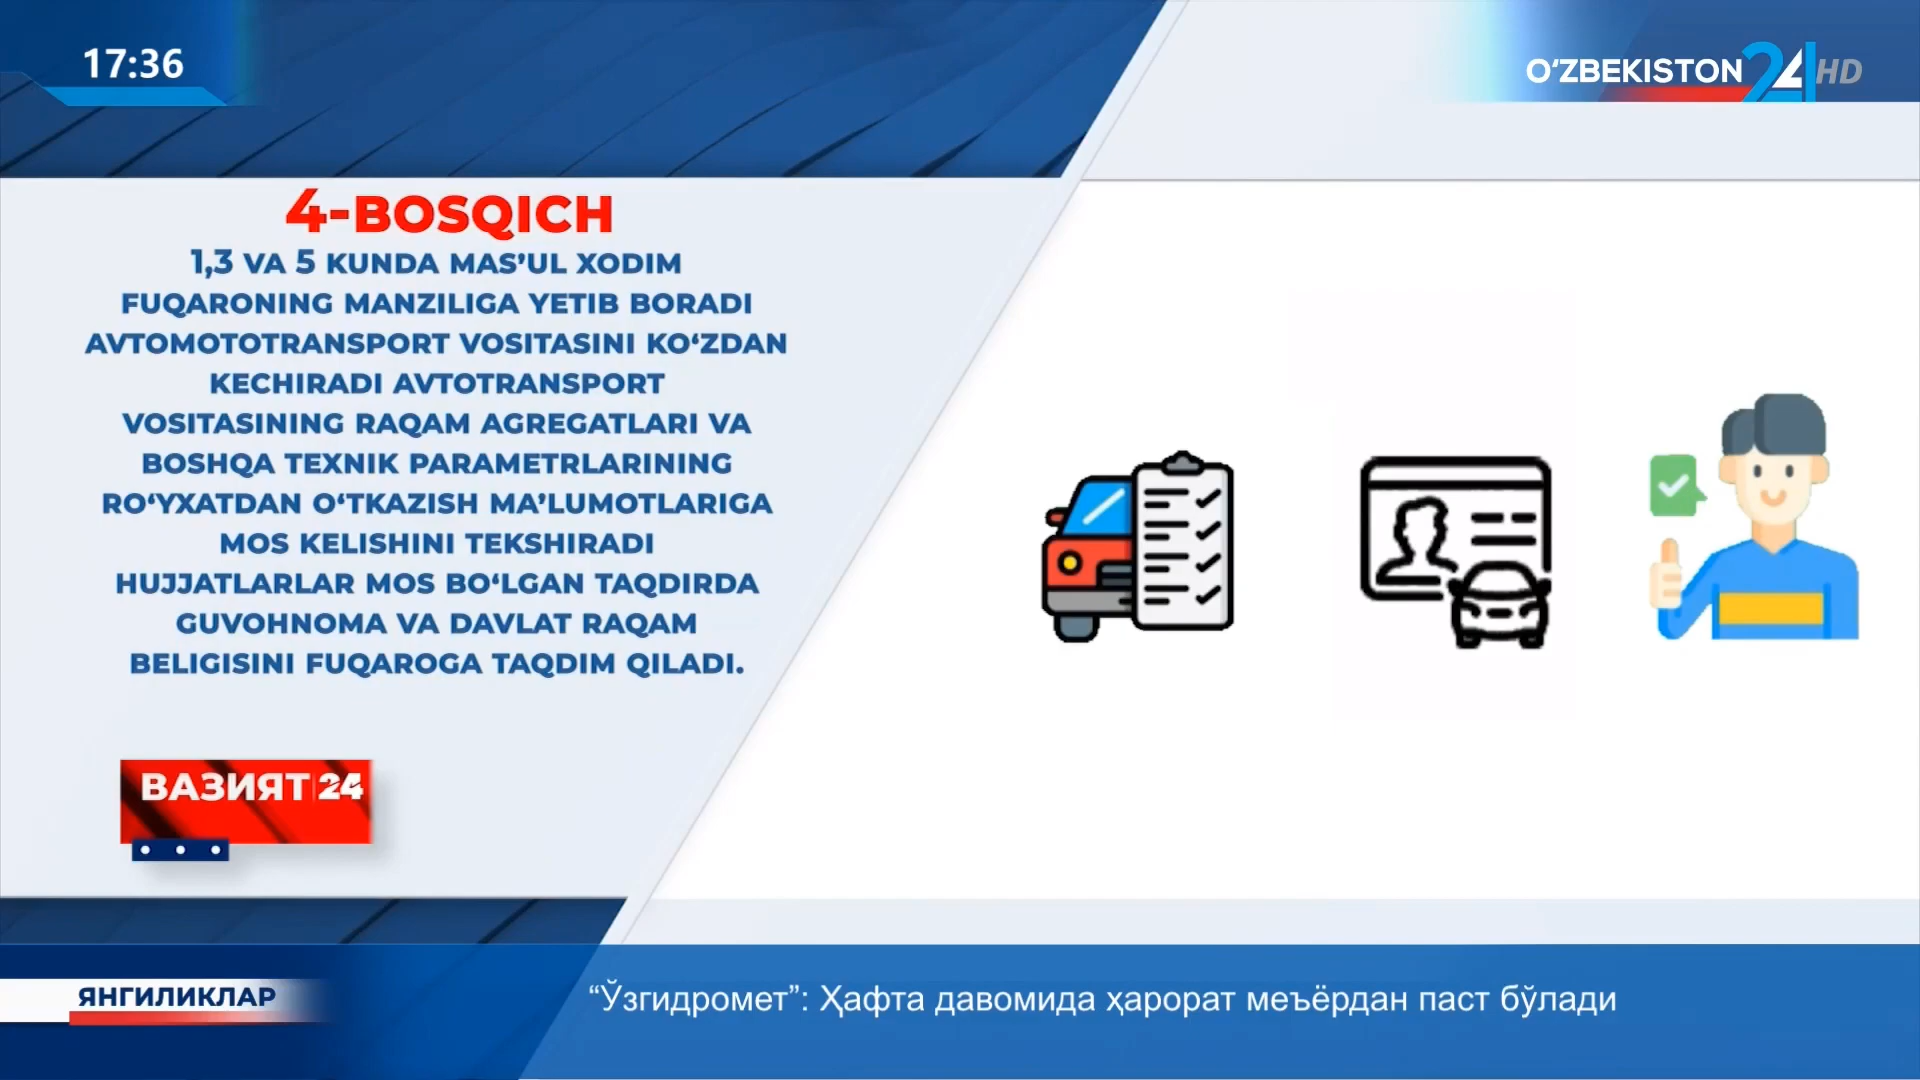 17:36
O‘ZBEKISTON 24 HD
4-BOSQICH
1,3 VA 5 KUNDA MAS’UL XODIM
FUQARONING MANZILIGA YETIB BORADI
AVTOMOTOTRANSPORT VOSITASINI KO‘ZDAN
KECHIRADI AVTOTRANSPORT
VOSITASINING RAQAM AGREGATLARI VA
BOSHQA TEXNIK PARAMETRLARINING
RO‘YXATDAN O‘TKAZISH MA’LUMOTLARIGA
MOS KELISHINI TEKSHIRADI
HUJJATLARLAR MOS BO‘LGAN TAQDIRDA
GUVOHNOMA VA DAVLAT RAQAM
BELIGISINI FUQAROGA TAQDIM QILADI.
ВАЗИЯТ 24
ЯНГИЛИКЛАР
“Ўзгидромет”: Ҳафта давомида ҳарорат меъёрдан паст бўлади